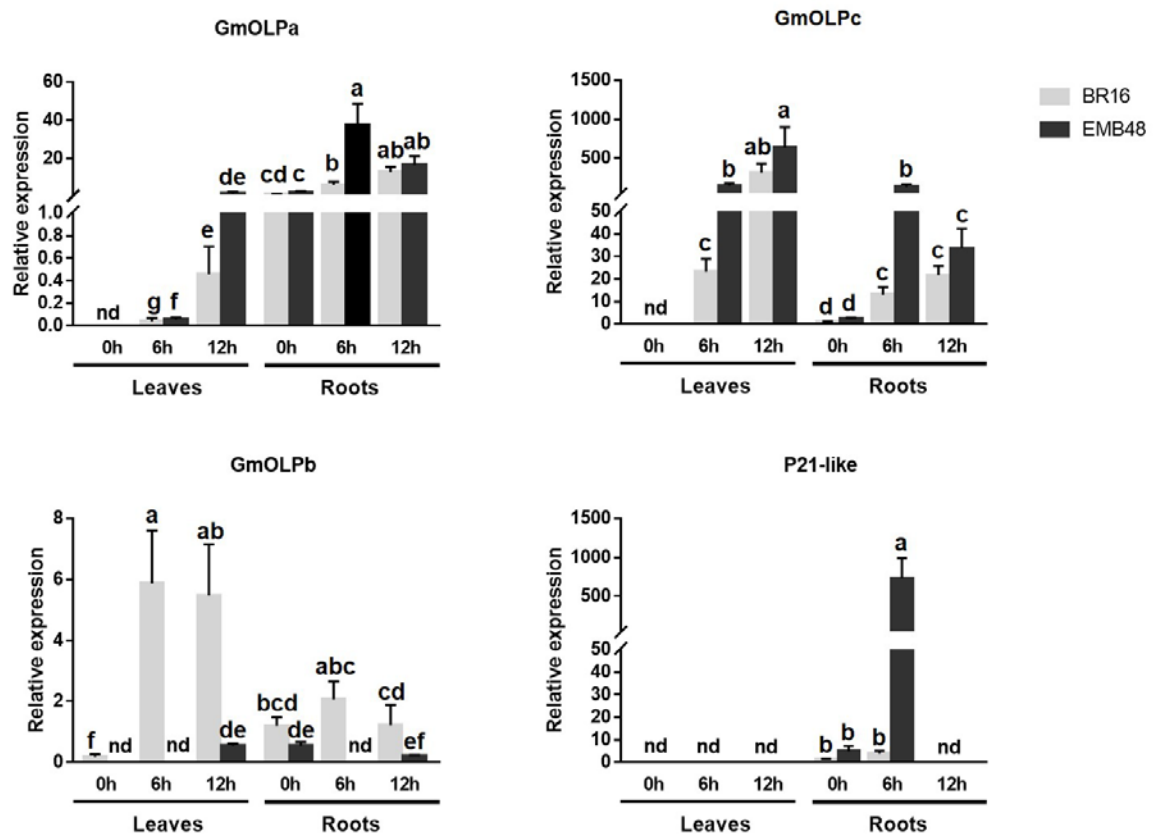 GmOLPa
Relative expression
60
40
20
1.0
0.8
0.6
0.4
0.2
0.0
nd g f e de cd c b a ab ab
0h 6h 12h 0h 6h 12h
Leaves Roots
GmOLPc
Relative expression
1500
1000
500
50
40
30
20
10
0
nd c b ab a d d c b c c
0h 6h 12h 0h 6h 12h
Leaves Roots
BR16
EMB48
GmOLPb
Relative expression
8
6
4
2
0
f nd a nd ab de bcd de abc nd cd ef
0h 6h 12h 0h 6h 12h
Leaves Roots
P21-like
Relative expression
1500
1000
500
50
40
30
20
10
0
nd nd nd b b b a nd
0h 6h 12h 0h 6h 12h
Leaves Roots